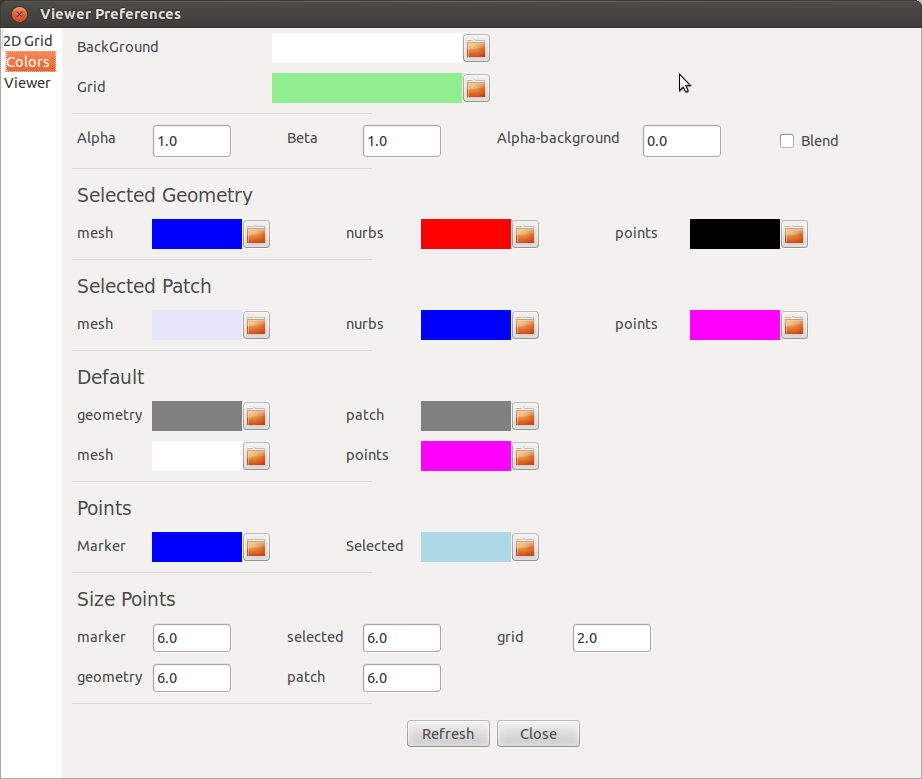 Viewer Preferences
2D Grid
Colors
Viewer
BackGround
Grid
Alpha 1.0 Beta 1.0 Alpha-background 0.0 Blend
Selected Geometry
mesh nurbs points
Selected Patch
mesh nurbs points
Default
geometry patch
mesh points
Points
Marker Selected
Size Points
marker 6.0 selected 6.0 grid 2.0
geometry 6.0 patch 6.0
Refresh Close